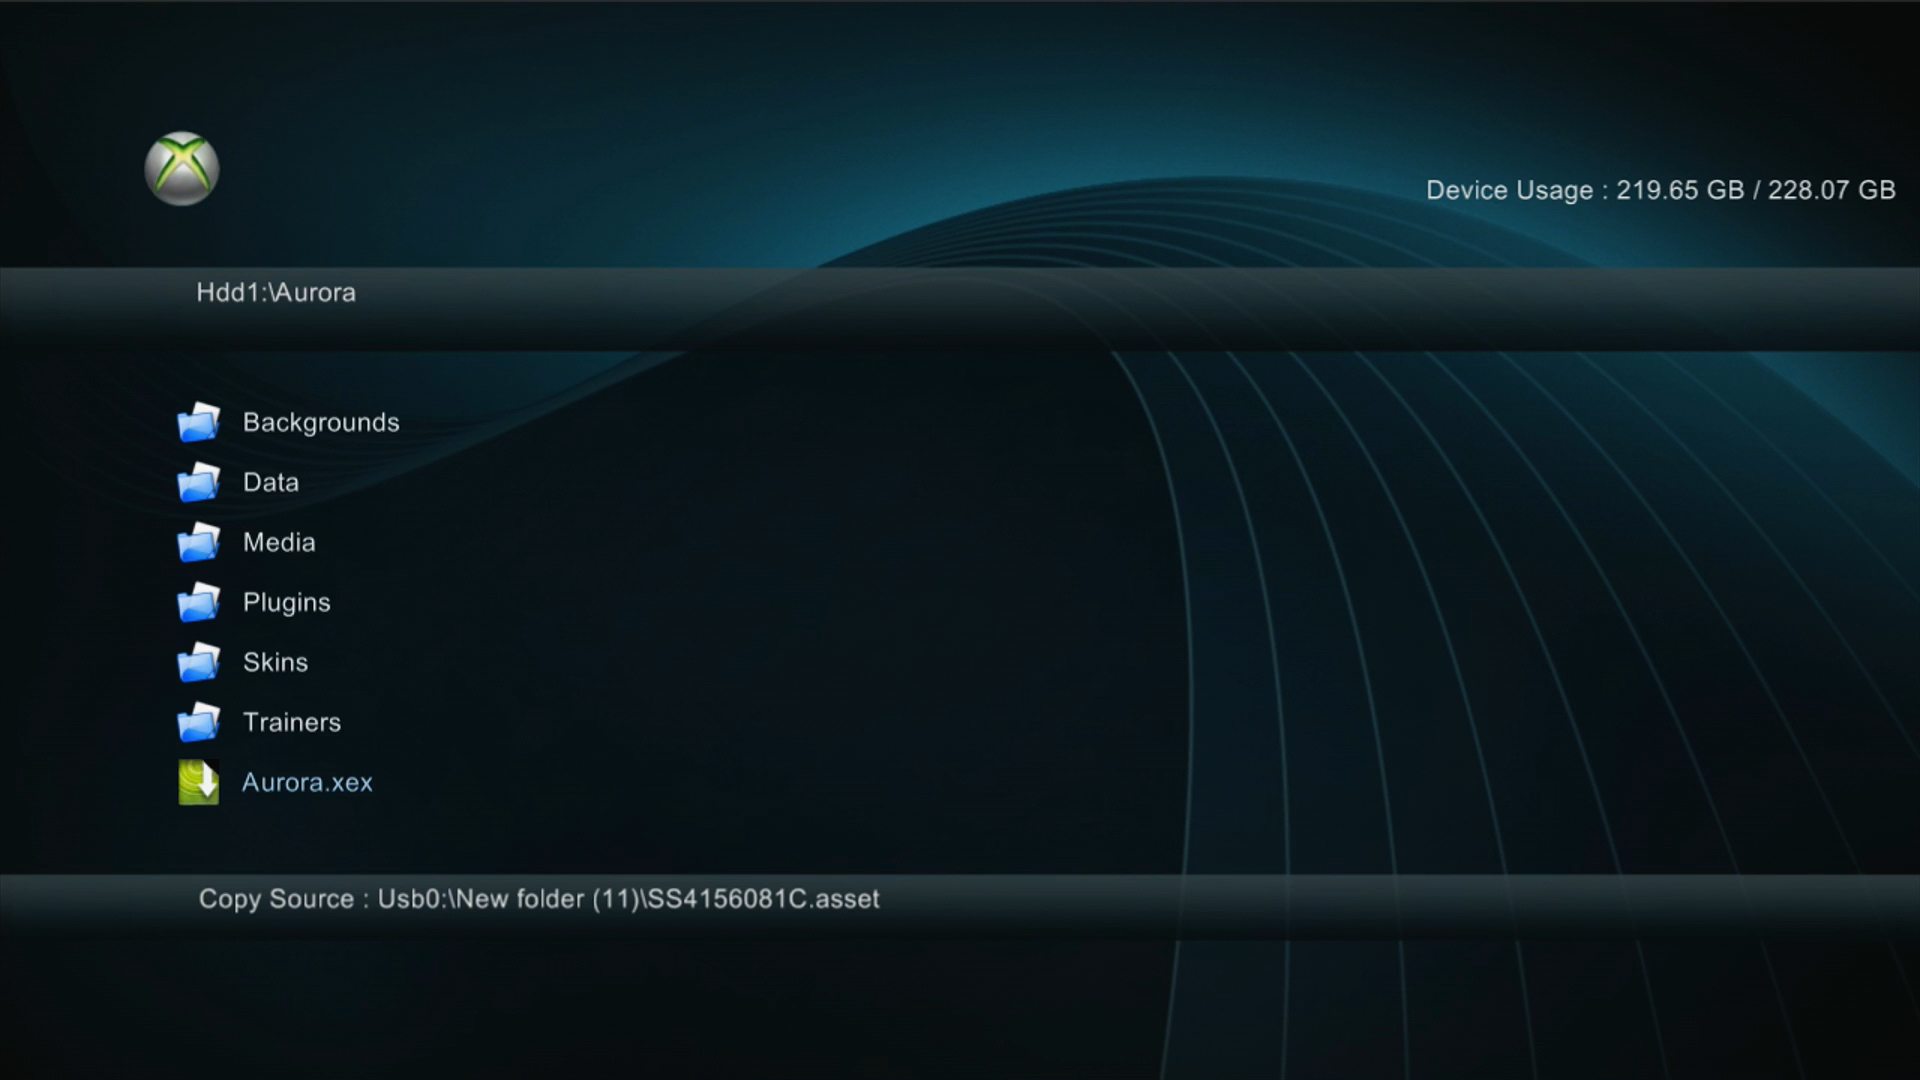 Device Usage : 219.65 GB / 228.07 GB
Hdd1:\Aurora
Backgrounds
Data
Media
Plugins
Skins
Trainers
Aurora.xex
Copy Source : Usb0:\New folder (11)\SS4156081C.asset